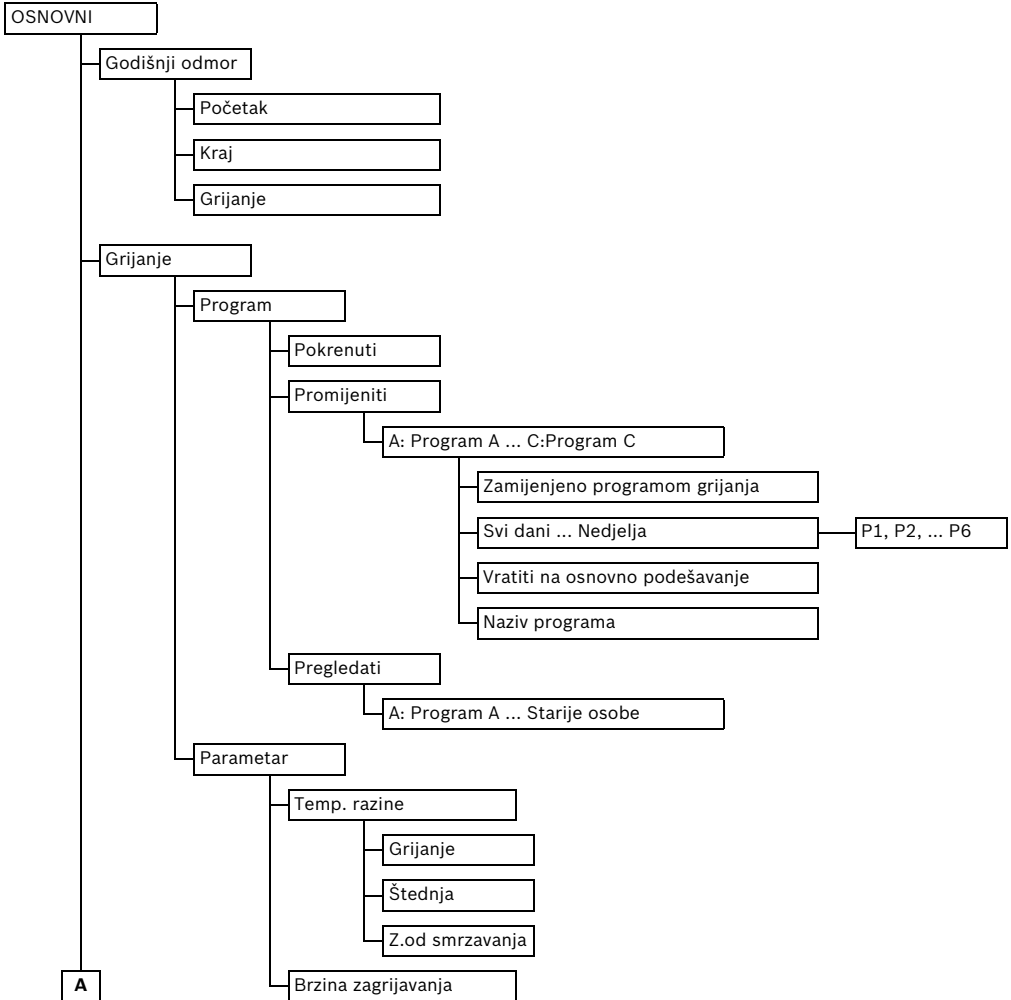 OSNOVNI
Godišnji odmor
Početak
Kraj
Grijanje
Grijanje
Program
Pokrenuti
Promijeniti
A: Program A ... C:Program C
Zamijenjeno programom grijanja
Svi dani ... Nedjelja
P1, P2, ... P6
Vratiti na osnovno podešavanje
Naziv programa
Pregledati
A: Program A ... Starije osobe
Parametar
Temp. razine
Grijanje
Štednja
Z.od smrzavanja
Brzina zagrijavanja
A